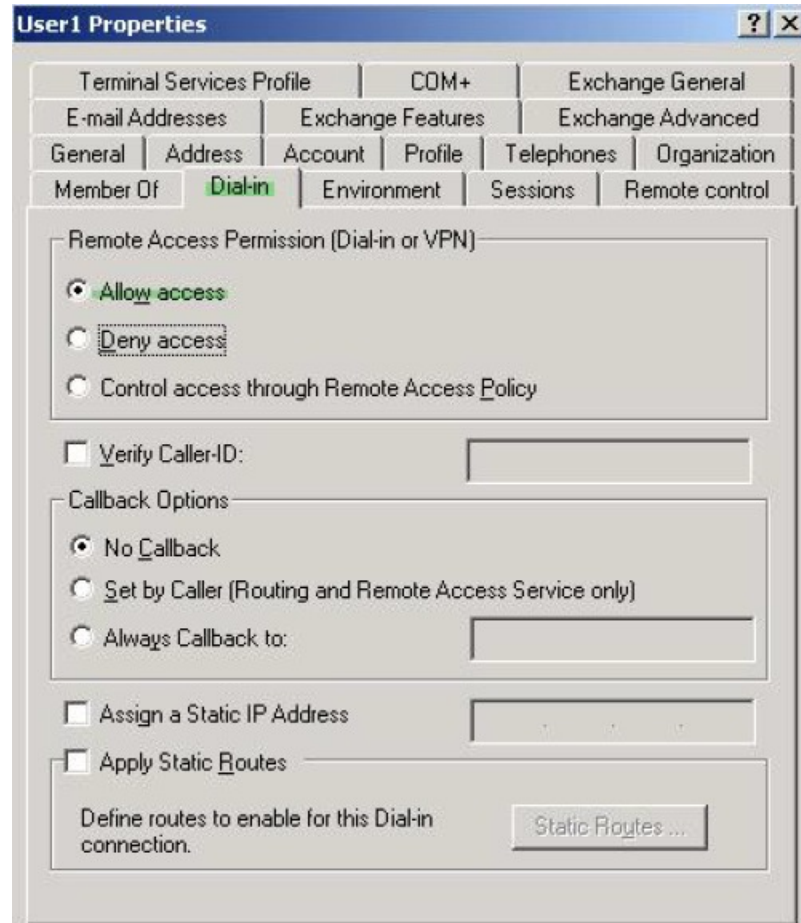 User1 Properties
Terminal Services Profile COM+ Exchange General
E-mail Addresses Exchange Features Exchange Advanced
General Address Account Profile Telephones Organization
Member Of Dial-in Environment Sessions Remote control
Remote Access Permission (Dial-in or VPN)
Allow access
Deny access
Control access through Remote Access Policy
Verify Caller-ID:
Callback Options
No Callback
Set by Caller (Routing and Remote Access Service only)
Always Callback to:
Assign a Static IP Address
Apply Static Routes
Define routes to enable for this Dial-in
connection.
Static Routes ...